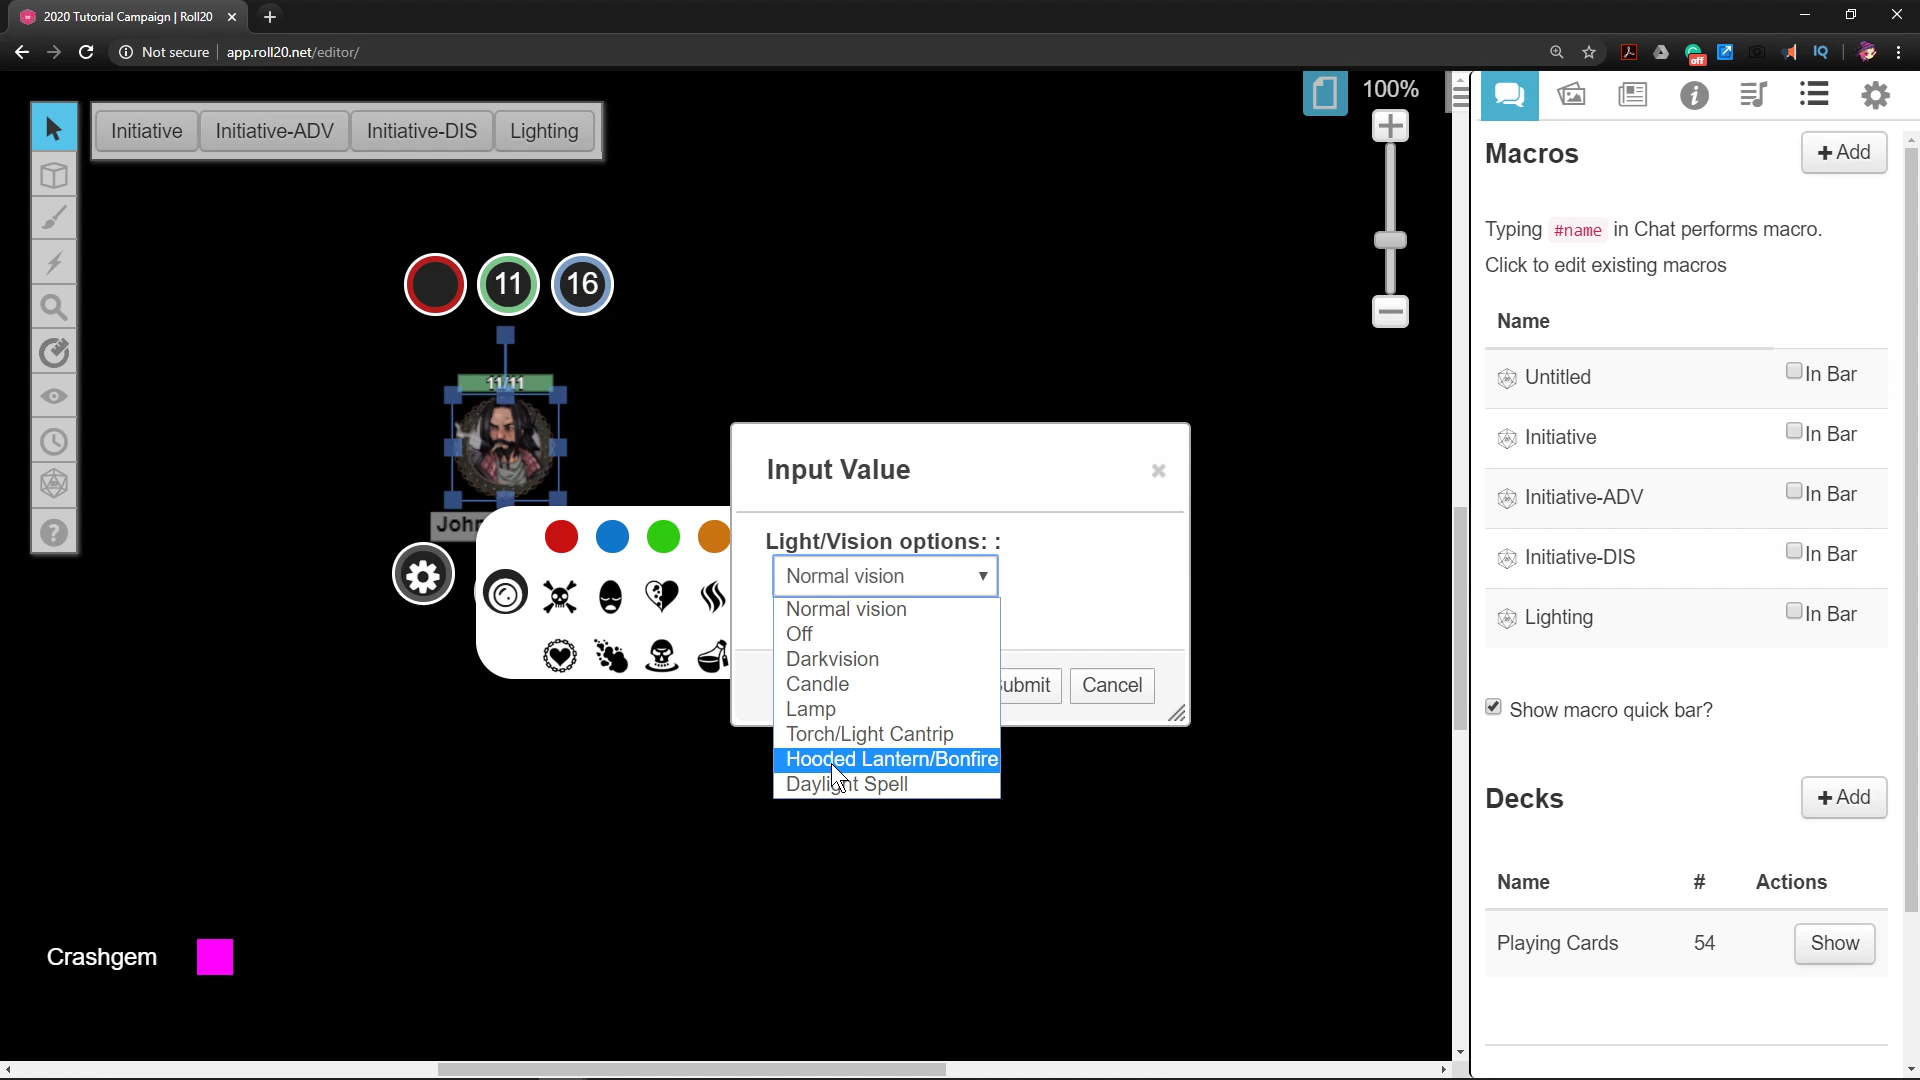 2020 Tutorial Campaign | Roll20
Not secure
app.roll20.net/editor/
off
IQ
Initiative
Initiative-ADV
Initiative-DIS
Lighting
100%
11
16
11/11
John
Input Value
Light/Vision options: :
Normal vision
Normal vision
Off
Darkvision
Candle
Lamp
Torch/Light Cantrip
Hooded Lantern/Bonfire
Daylight Spell
ubmit
Cancel
Crashgem
Macros
+Add
Typing #name in Chat performs macro.
Click to edit existing macros
Name
Untitled
In Bar
Initiative
In Bar
Initiative-ADV
In Bar
Initiative-DIS
In Bar
Lighting
In Bar
Show macro quick bar?
Decks
+Add
Name # Actions
Playing Cards 54 Show